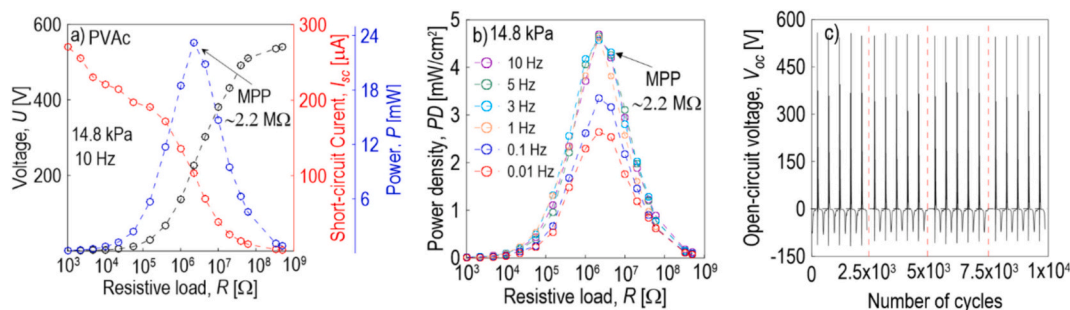 a) PVAc
Voltage, U [V]
600
400
200
14.8 kPa
10 Hz
MPP
~2.2 MΩ
300
200
100
0
Short-circuit Curent, I_sc [μA]
24
18
12
6
Power, P [mW]
10³ 10⁴ 10⁵ 10⁶ 10⁷ 10⁸ 10⁹
Resistive load, R [Ω]
b) 14.8 kPa
Power density, PD [mW/cm²]
5
4
3
2
1
0
10 Hz
5 Hz
3 Hz
1 Hz
0.1 Hz
0.01 Hz
MPP
~2.2 MΩ
10³ 10⁴ 10⁵ 10⁶ 10⁷ 10⁸ 10⁹
Resistive load, R [Ω]
c)
Open-circuit voltage, V_oc [V]
600
450
300
150
0
-150
0 2.5x10³ 5x10³ 7.5x10³ 1x10⁴
Number of cycles